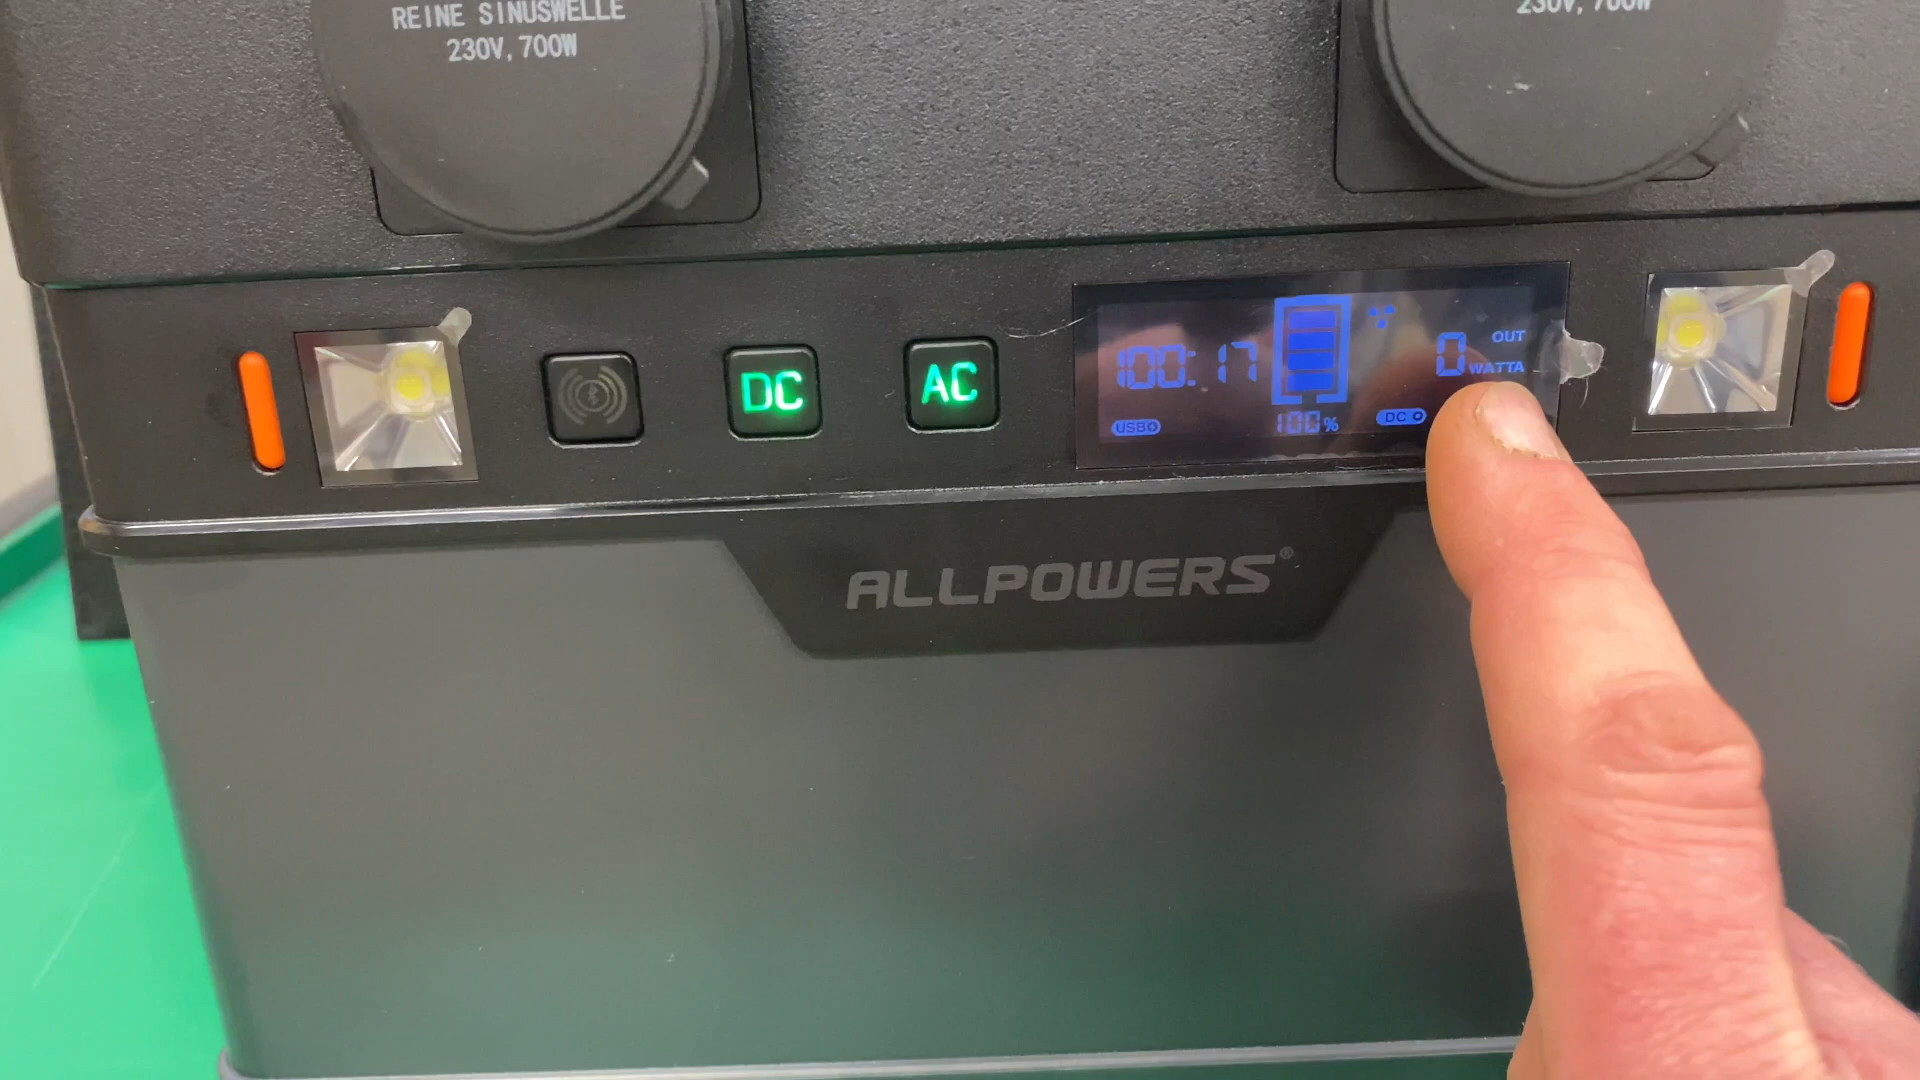 REINE SINUSWELLE
230V, 700W
230V, 700W
DC
AC
100:17
100%
USB
DC
0
OUT
WATTA
ALLPOWERS®